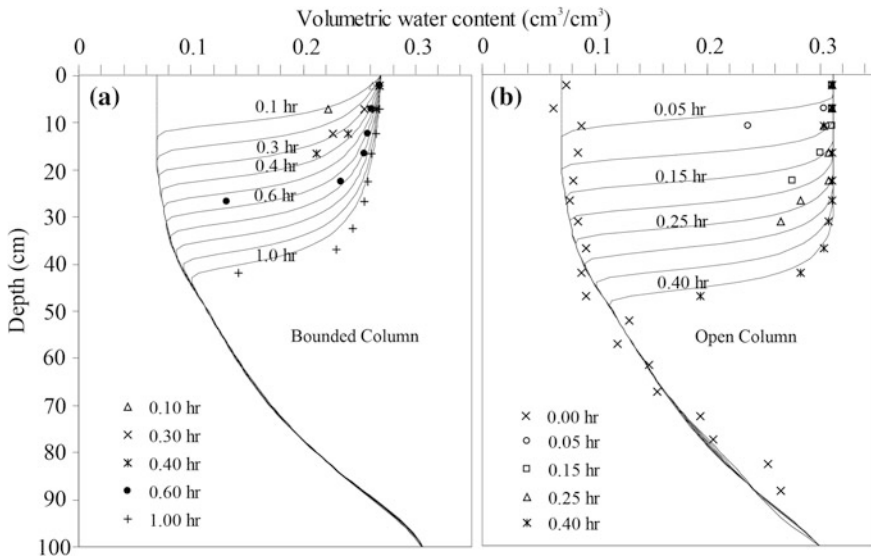 Volumetric water content (cm³/cm³)
0 0.1 0.2 0.3 0 0.1 0.2 0.3
Depth (cm)
0
10
20
30
40
50
60
70
80
90
100
(a)
0.1 hr
0.3 hr
0.4 hr
0.6 hr
1.0 hr
Bounded Column
0.10 hr
0.30 hr
0.40 hr
0.60 hr
1.00 hr
(b)
0.05 hr
0.15 hr
0.25 hr
0.40 hr
Open Column
0.00 hr
0.05 hr
0.15 hr
0.25 hr
0.40 hr